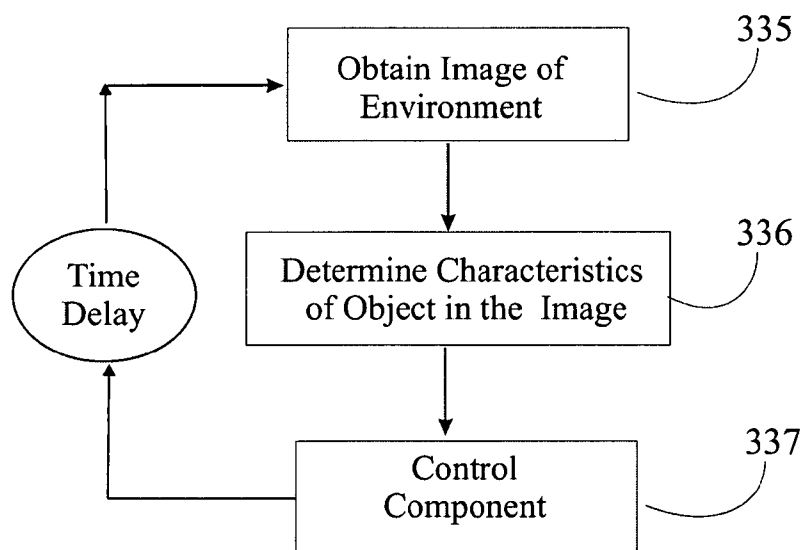 335
Obtain Image of
Environment
336
Determine Characteristics
of Object in the Image
Time
Delay
337
Control
Component